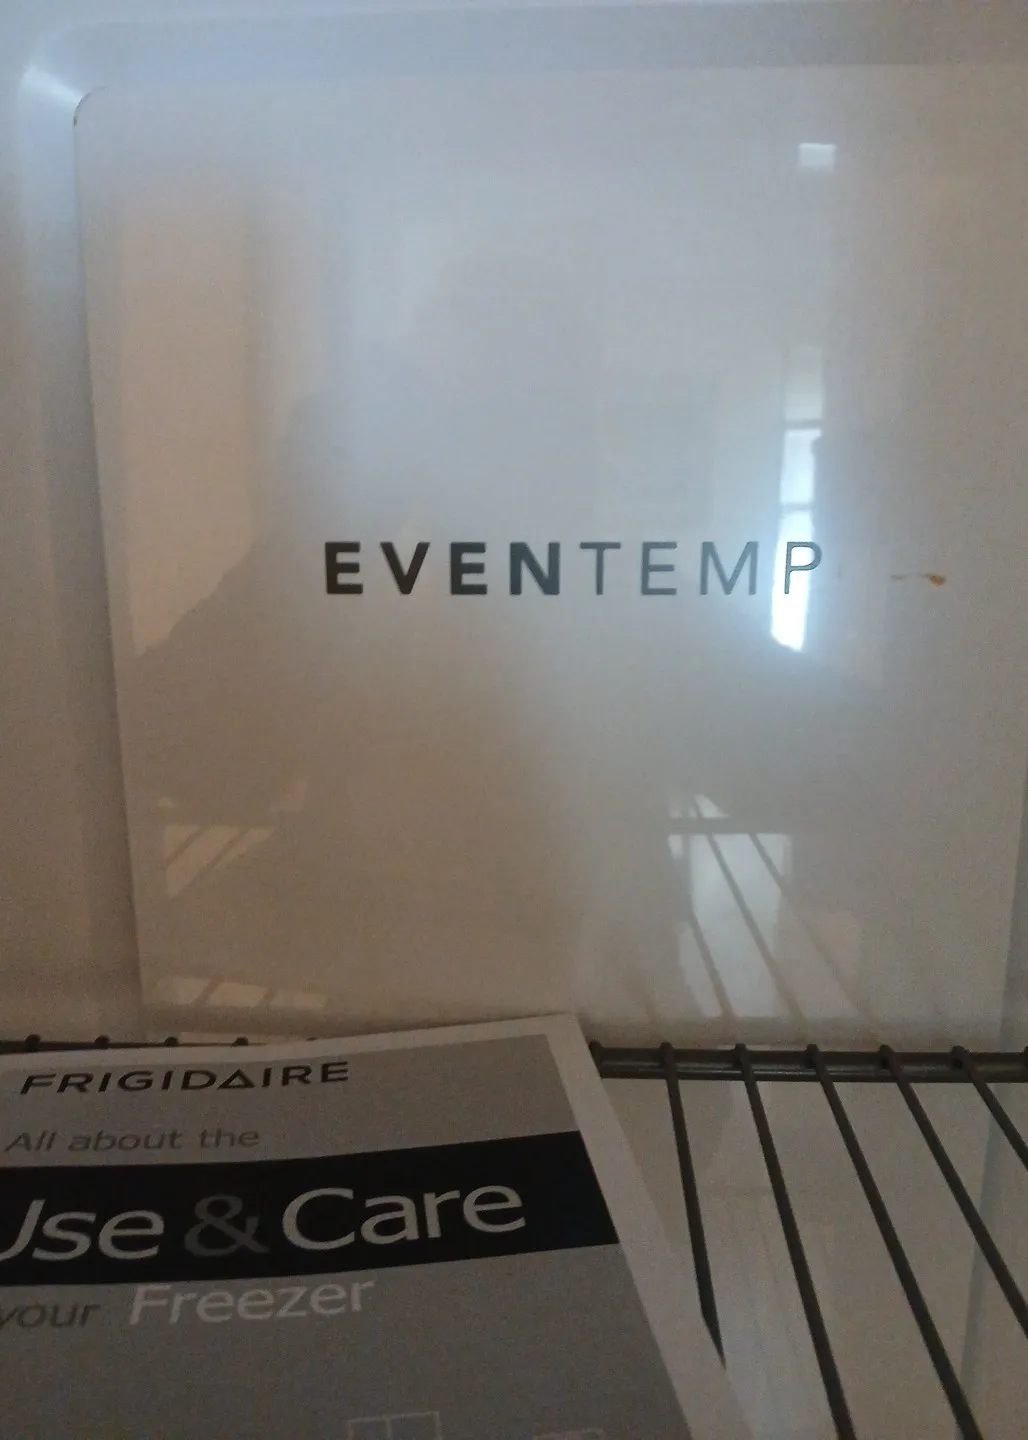 EVENTEMP
FRIGIDAIRE
All about the
Use & Care
your Freezer